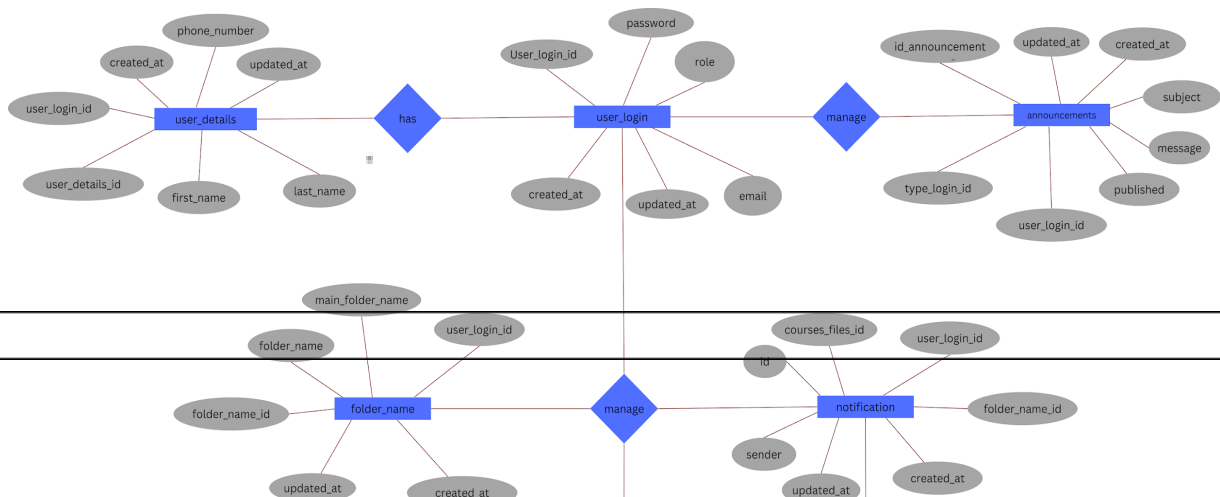 phone_number
created_at
updated_at
user_login_id
user_details
user_details_id
first_name
last_name
has
password
User_login_id
role
user_login
created_at
updated_at
email
manage
id_announcement
updated_at
created_at
subject
announcements
message
type_login_id
published
user_login_id
main_folder_name
folder_name
user_login_id
folder_name
folder_name_id
updated_at
created_at
manage
courses_files_id
user_login_id
id
notification
folder_name_id
sender
updated_at
created_at